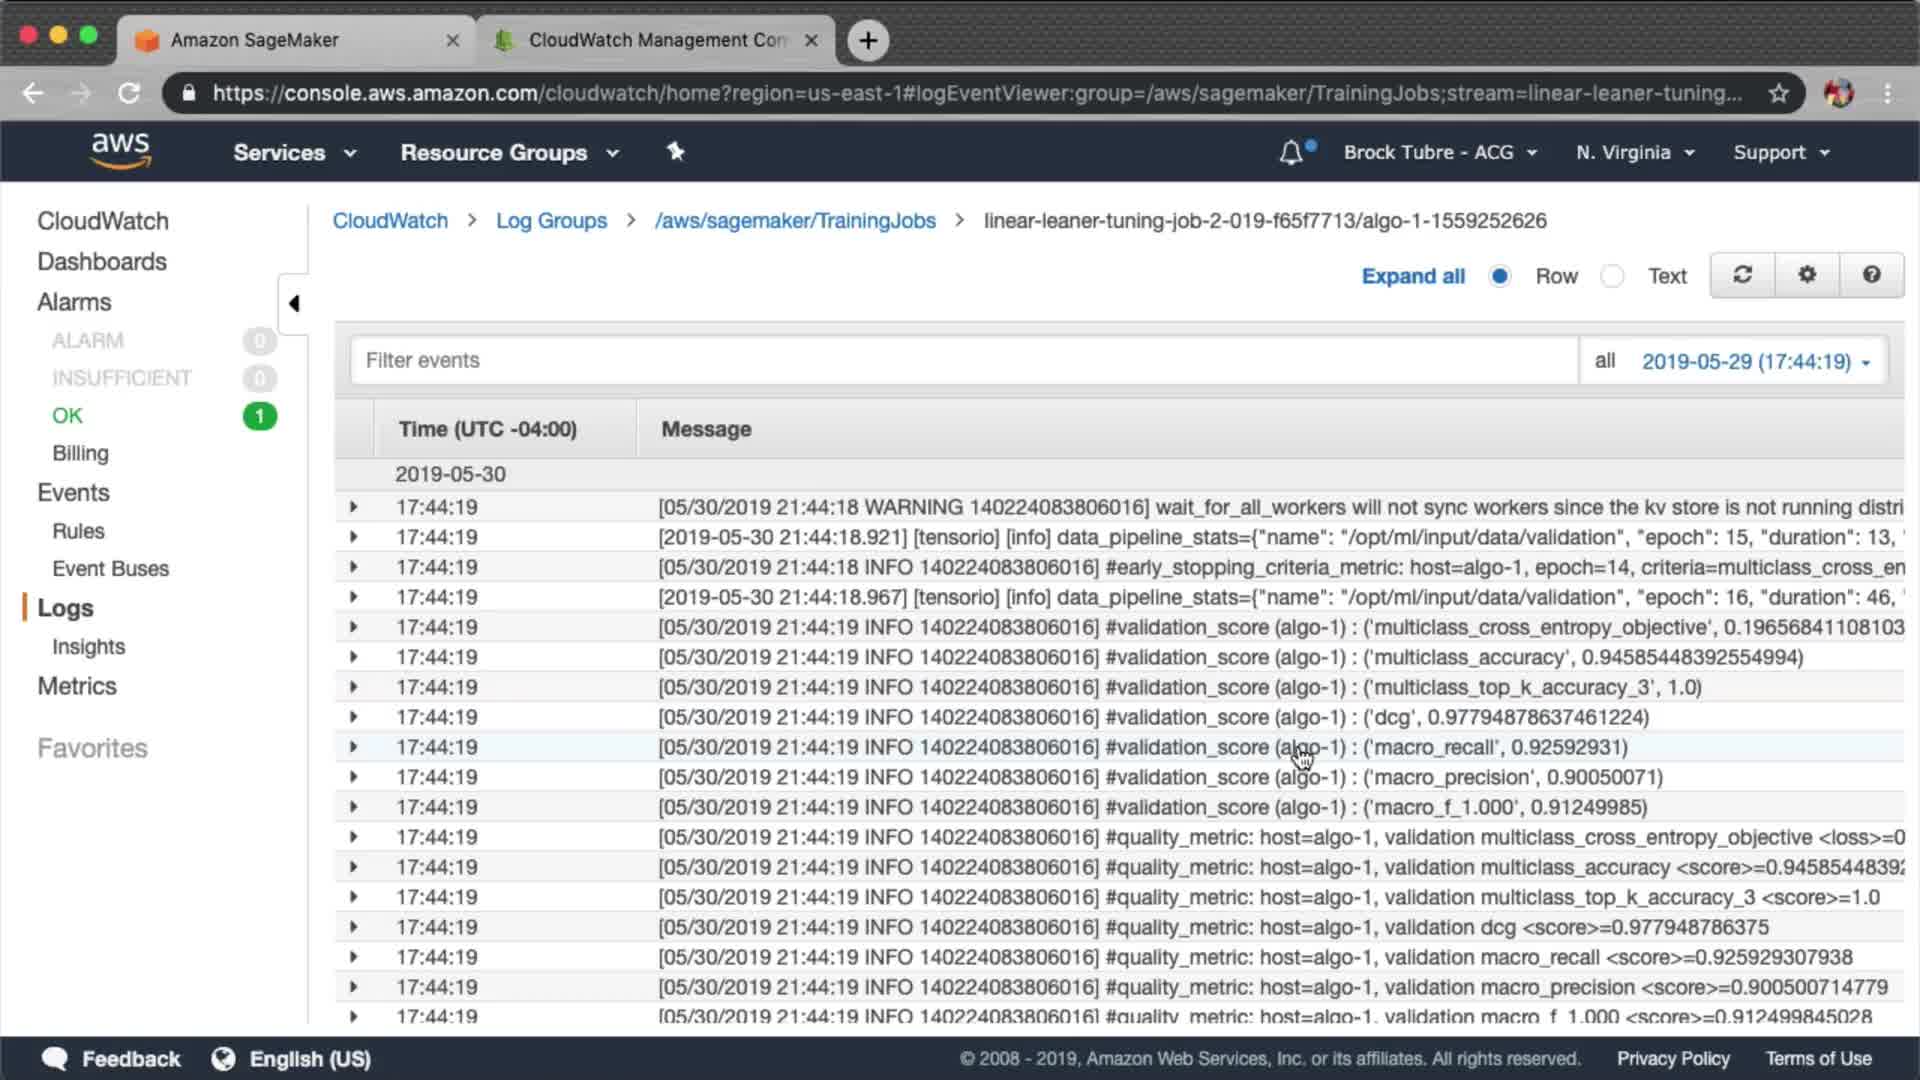 Amazon SageMaker
CloudWatch Management Con
https://console.aws.amazon.com/cloudwatch/home?region=us-east-1#logEventViewer:group=/aws/sagemaker/TrainingJobs;stream=linear-leaner-tuning...
aws
Services
Resource Groups
Brock Tubre - ACG
N. Virginia
Support
CloudWatch
Dashboards
Alarms
ALARM 0
INSUFFICIENT 0
OK 1
Billing
Events
Rules
Event Buses
Logs
Insights
Metrics
Favorites
CloudWatch > Log Groups > /aws/sagemaker/TrainingJobs > linear-leaner-tuning-job-2-019-f65f7713/algo-1-1559252626
Expand all Row Text
Filter events
all 2019-05-29 (17:44:19)
Time (UTC -04:00) Message
2019-05-30
17:44:19 [05/30/2019 21:44:18 WARNING 140224083806016] wait_for_all_workers will not sync workers since the kv store is not running distri
17:44:19 [2019-05-30 21:44:18.921] [tensorio] [info] data_pipeline_stats={"name": "/opt/ml/input/data/validation", "epoch": 15, "duration": 13, "
17:44:19 [05/30/2019 21:44:18 INFO 140224083806016] #early_stopping_criteria_metric: host=algo-1, epoch=14, criteria=multiclass_cross_en
17:44:19 [2019-05-30 21:44:18.967] [tensorio] [info] data_pipeline_stats={"name": "/opt/ml/input/data/validation", "epoch": 16, "duration": 46, "
17:44:19 [05/30/2019 21:44:19 INFO 140224083806016] #validation_score (algo-1) : ('multiclass_cross_entropy_objective', 0.19656841108103
17:44:19 [05/30/2019 21:44:19 INFO 140224083806016] #validation_score (algo-1) : ('multiclass_accuracy', 0.94585448392554994)
17:44:19 [05/30/2019 21:44:19 INFO 140224083806016] #validation_score (algo-1) : ('multiclass_top_k_accuracy_3', 1.0)
17:44:19 [05/30/2019 21:44:19 INFO 140224083806016] #validation_score (algo-1) : ('dcg', 0.97794878637461224)
17:44:19 [05/30/2019 21:44:19 INFO 140224083806016] #validation_score (algo-1) : ('macro_recall', 0.92592931)
17:44:19 [05/30/2019 21:44:19 INFO 140224083806016] #validation_score (algo-1) : ('macro_precision', 0.90050071)
17:44:19 [05/30/2019 21:44:19 INFO 140224083806016] #validation_score (algo-1) : ('macro_f_1.000', 0.91249985)
17:44:19 [05/30/2019 21:44:19 INFO 140224083806016] #quality_metric: host=algo-1, validation multiclass_cross_entropy_objective <loss>=0
17:44:19 [05/30/2019 21:44:19 INFO 140224083806016] #quality_metric: host=algo-1, validation multiclass_accuracy <score>=0.94585448392
17:44:19 [05/30/2019 21:44:19 INFO 140224083806016] #quality_metric: host=algo-1, validation multiclass_top_k_accuracy_3 <score>=1.0
17:44:19 [05/30/2019 21:44:19 INFO 140224083806016] #quality_metric: host=algo-1, validation dcg <score>=0.977948786375
17:44:19 [05/30/2019 21:44:19 INFO 140224083806016] #quality_metric: host=algo-1, validation macro_recall <score>=0.925929307938
17:44:19 [05/30/2019 21:44:19 INFO 140224083806016] #quality_metric: host=algo-1, validation macro_precision <score>=0.900500714779
17:44:19 [05/30/2019 21:44:19 INFO 140224083806016] #quality_metric: host=algo-1, validation macro_f_1.000 <score>=0.912499845028
Feedback
English (US)
© 2008 - 2019, Amazon Web Services, Inc. or its affiliates. All rights reserved.
Privacy Policy
Terms of Use